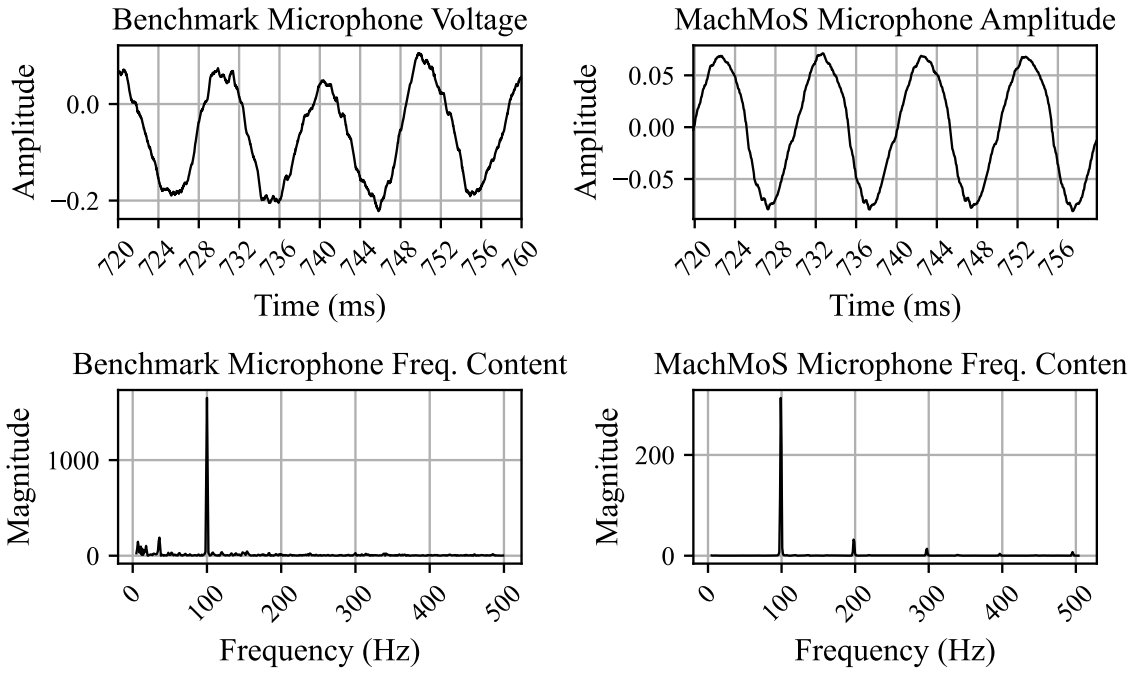 Benchmark Microphone Voltage
Amplitude
0.0
−0.2
720 724 728 732 736 740 744 748 752 756 760
Time (ms)
MachMoS Microphone Amplitude
Amplitude
0.05
0.00
−0.05
720 724 728 732 736 740 744 748 752 756
Time (ms)
Benchmark Microphone Freq. Content
Magnitude
1000
0
0 100 200 300 400 500
Frequency (Hz)
MachMoS Microphone Freq. Conten
Magnitude
200
0
0 100 200 300 400 500
Frequency (Hz)